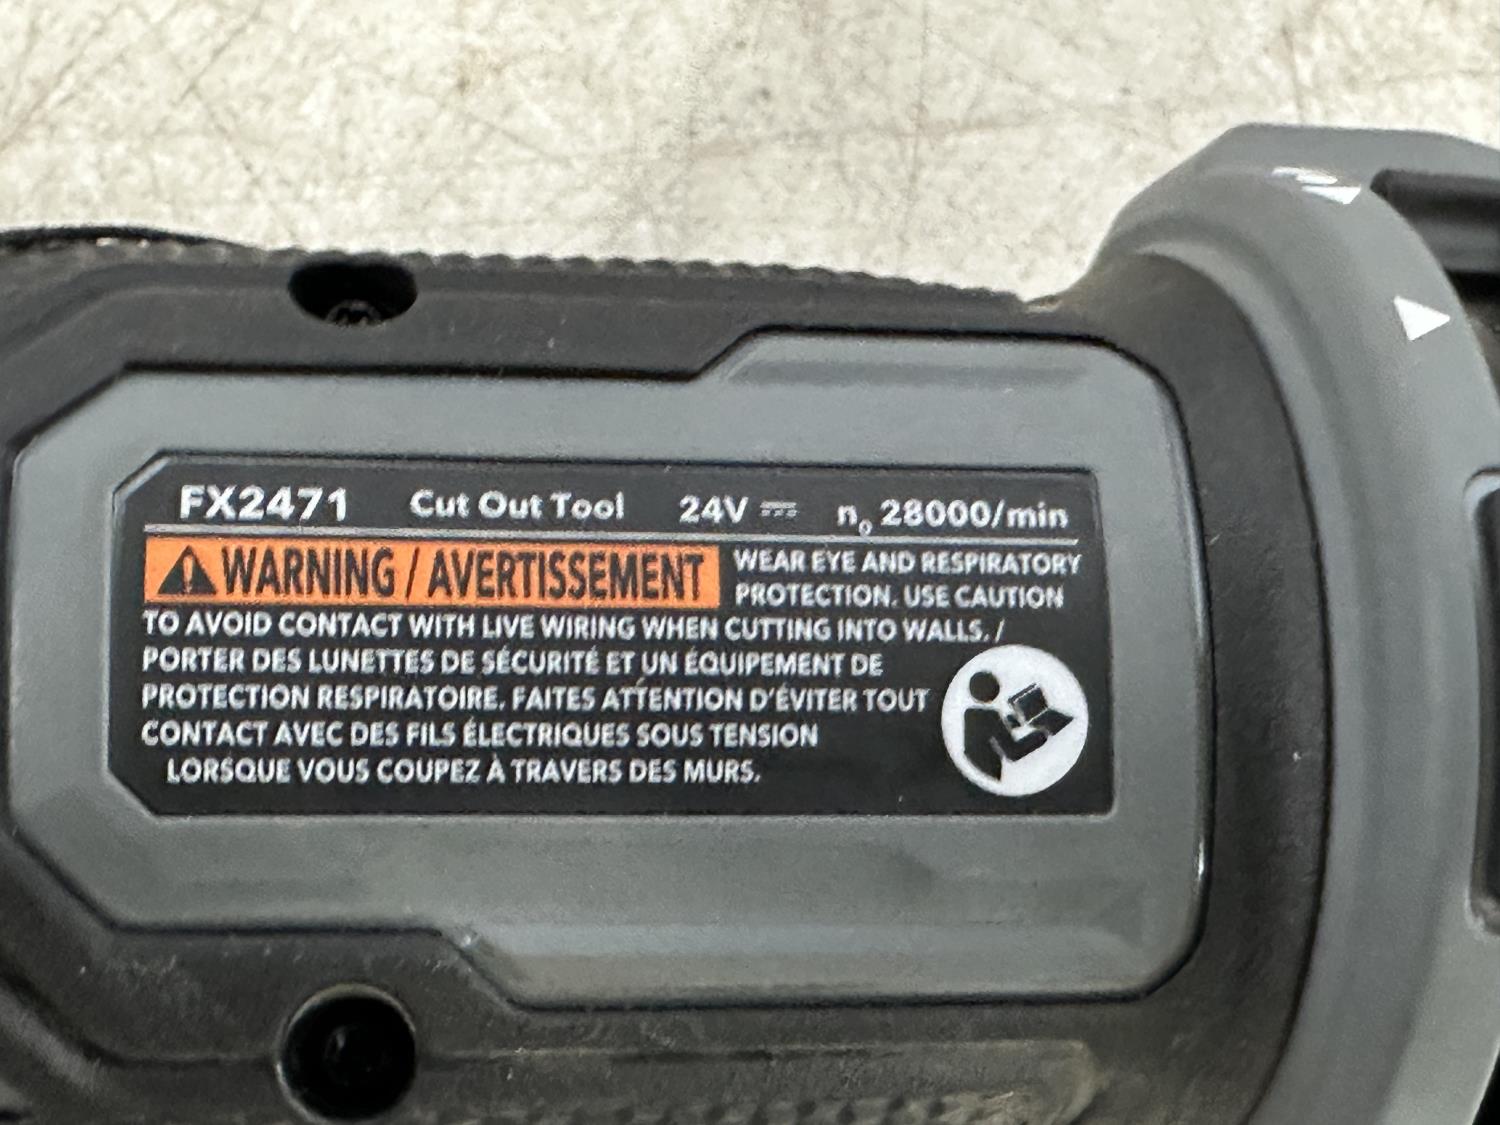 FX2471 Cut Out Tool 24V ⎓ n₀ 28000/min
WARNING / AVERTISSEMENT WEAR EYE AND RESPIRATORY
PROTECTION. USE CAUTION
TO AVOID CONTACT WITH LIVE WIRING WHEN CUTTING INTO WALLS. /
PORTER DES LUNETTES DE SÉCURITÉ ET UN ÉQUIPEMENT DE
PROTECTION RESPIRATOIRE. FAITES ATTENTION D'ÉVITER TOUT
CONTACT AVEC DES FILS ÉLECTRIQUES SOUS TENSION
LORSQUE VOUS COUPEZ À TRAVERS DES MURS.